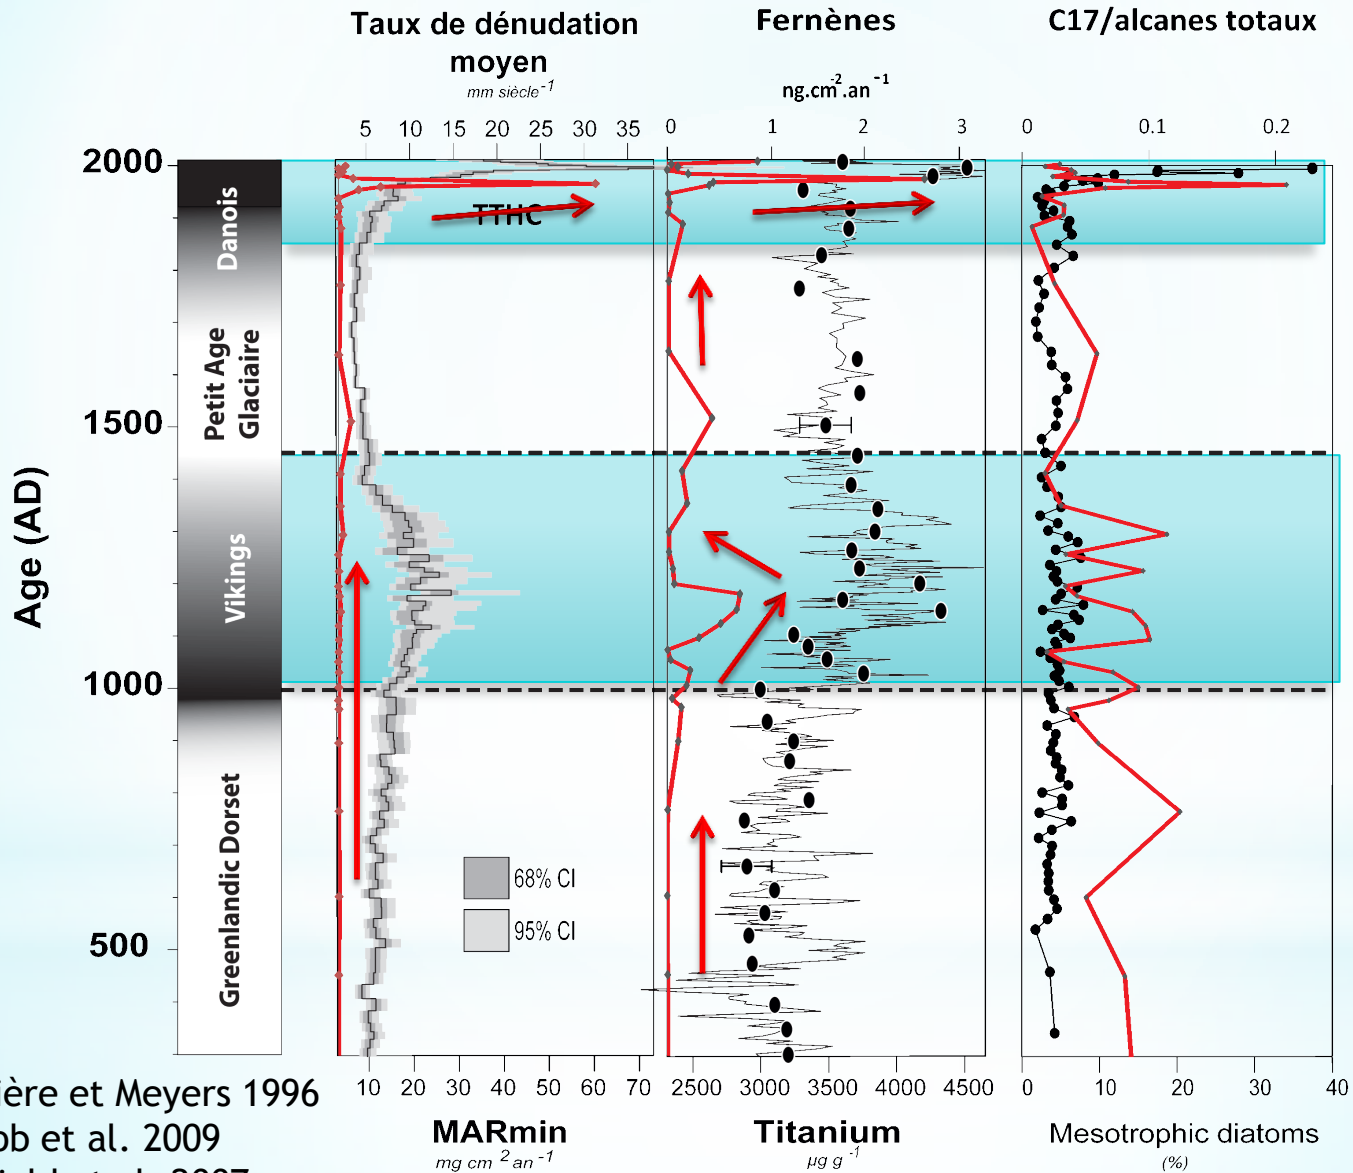 Taux de dénudation
moyen
mm siècle-1
Fernènes
ng.cm-2.an-1
C17/alcanes totaux
5 10 15 20 25 30 35
0 1 2 3
0 0.1 0.2
2000
1500
1000
500
Age (AD)
Danois
Petit Age
Glaciaire
Vikings
Greenlandic Dorset
TTHC
68% CI
95% CI
10 20 30 40 50 60 70
2500 3000 3500 4000 4500
0 10 20 30 40
MARmin
mg cm 2 an-1
Titanium
µg g-1
Mesotrophic diatoms
(%)
ière et Meyers 1996
ob et al. 2009